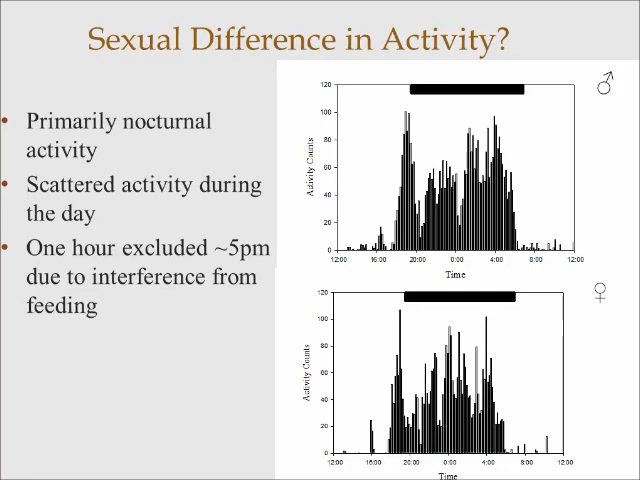 Sexual Difference in Activity?
• Primarily nocturnal
activity
• Scattered activity during
the day
• One hour excluded ~5pm
due to interference from
feeding
♂
120
100
80
60
40
20
0
Activity Counts
12:00 16:00 20:00 0:00 4:00 8:00 12:00
Time
♀
120
100
80
60
40
20
0
Activity Counts
12:00 16:00 20:00 0:00 4:00 8:00 12:00
Time